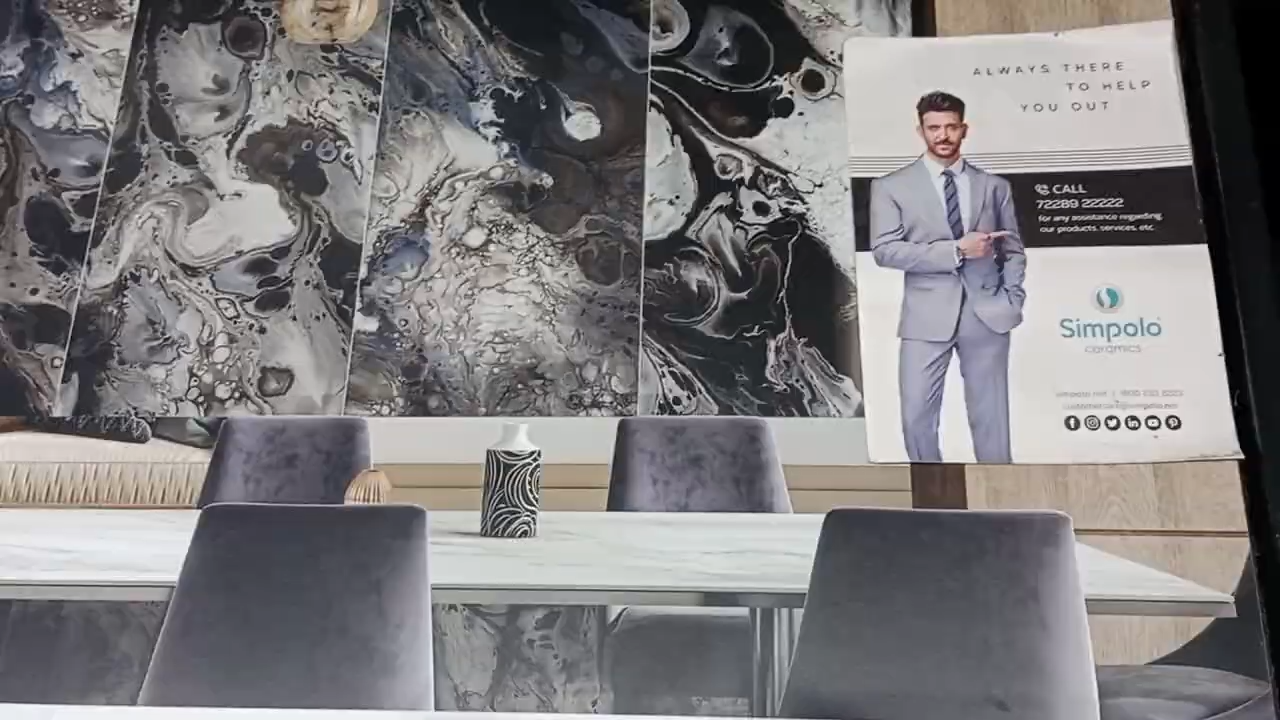 ALWAYS THERE
TO HELP
YOU OUT
CALL
72289 22222
for any assistance regarding
our products, services, etc.
Simpolo
ceramics